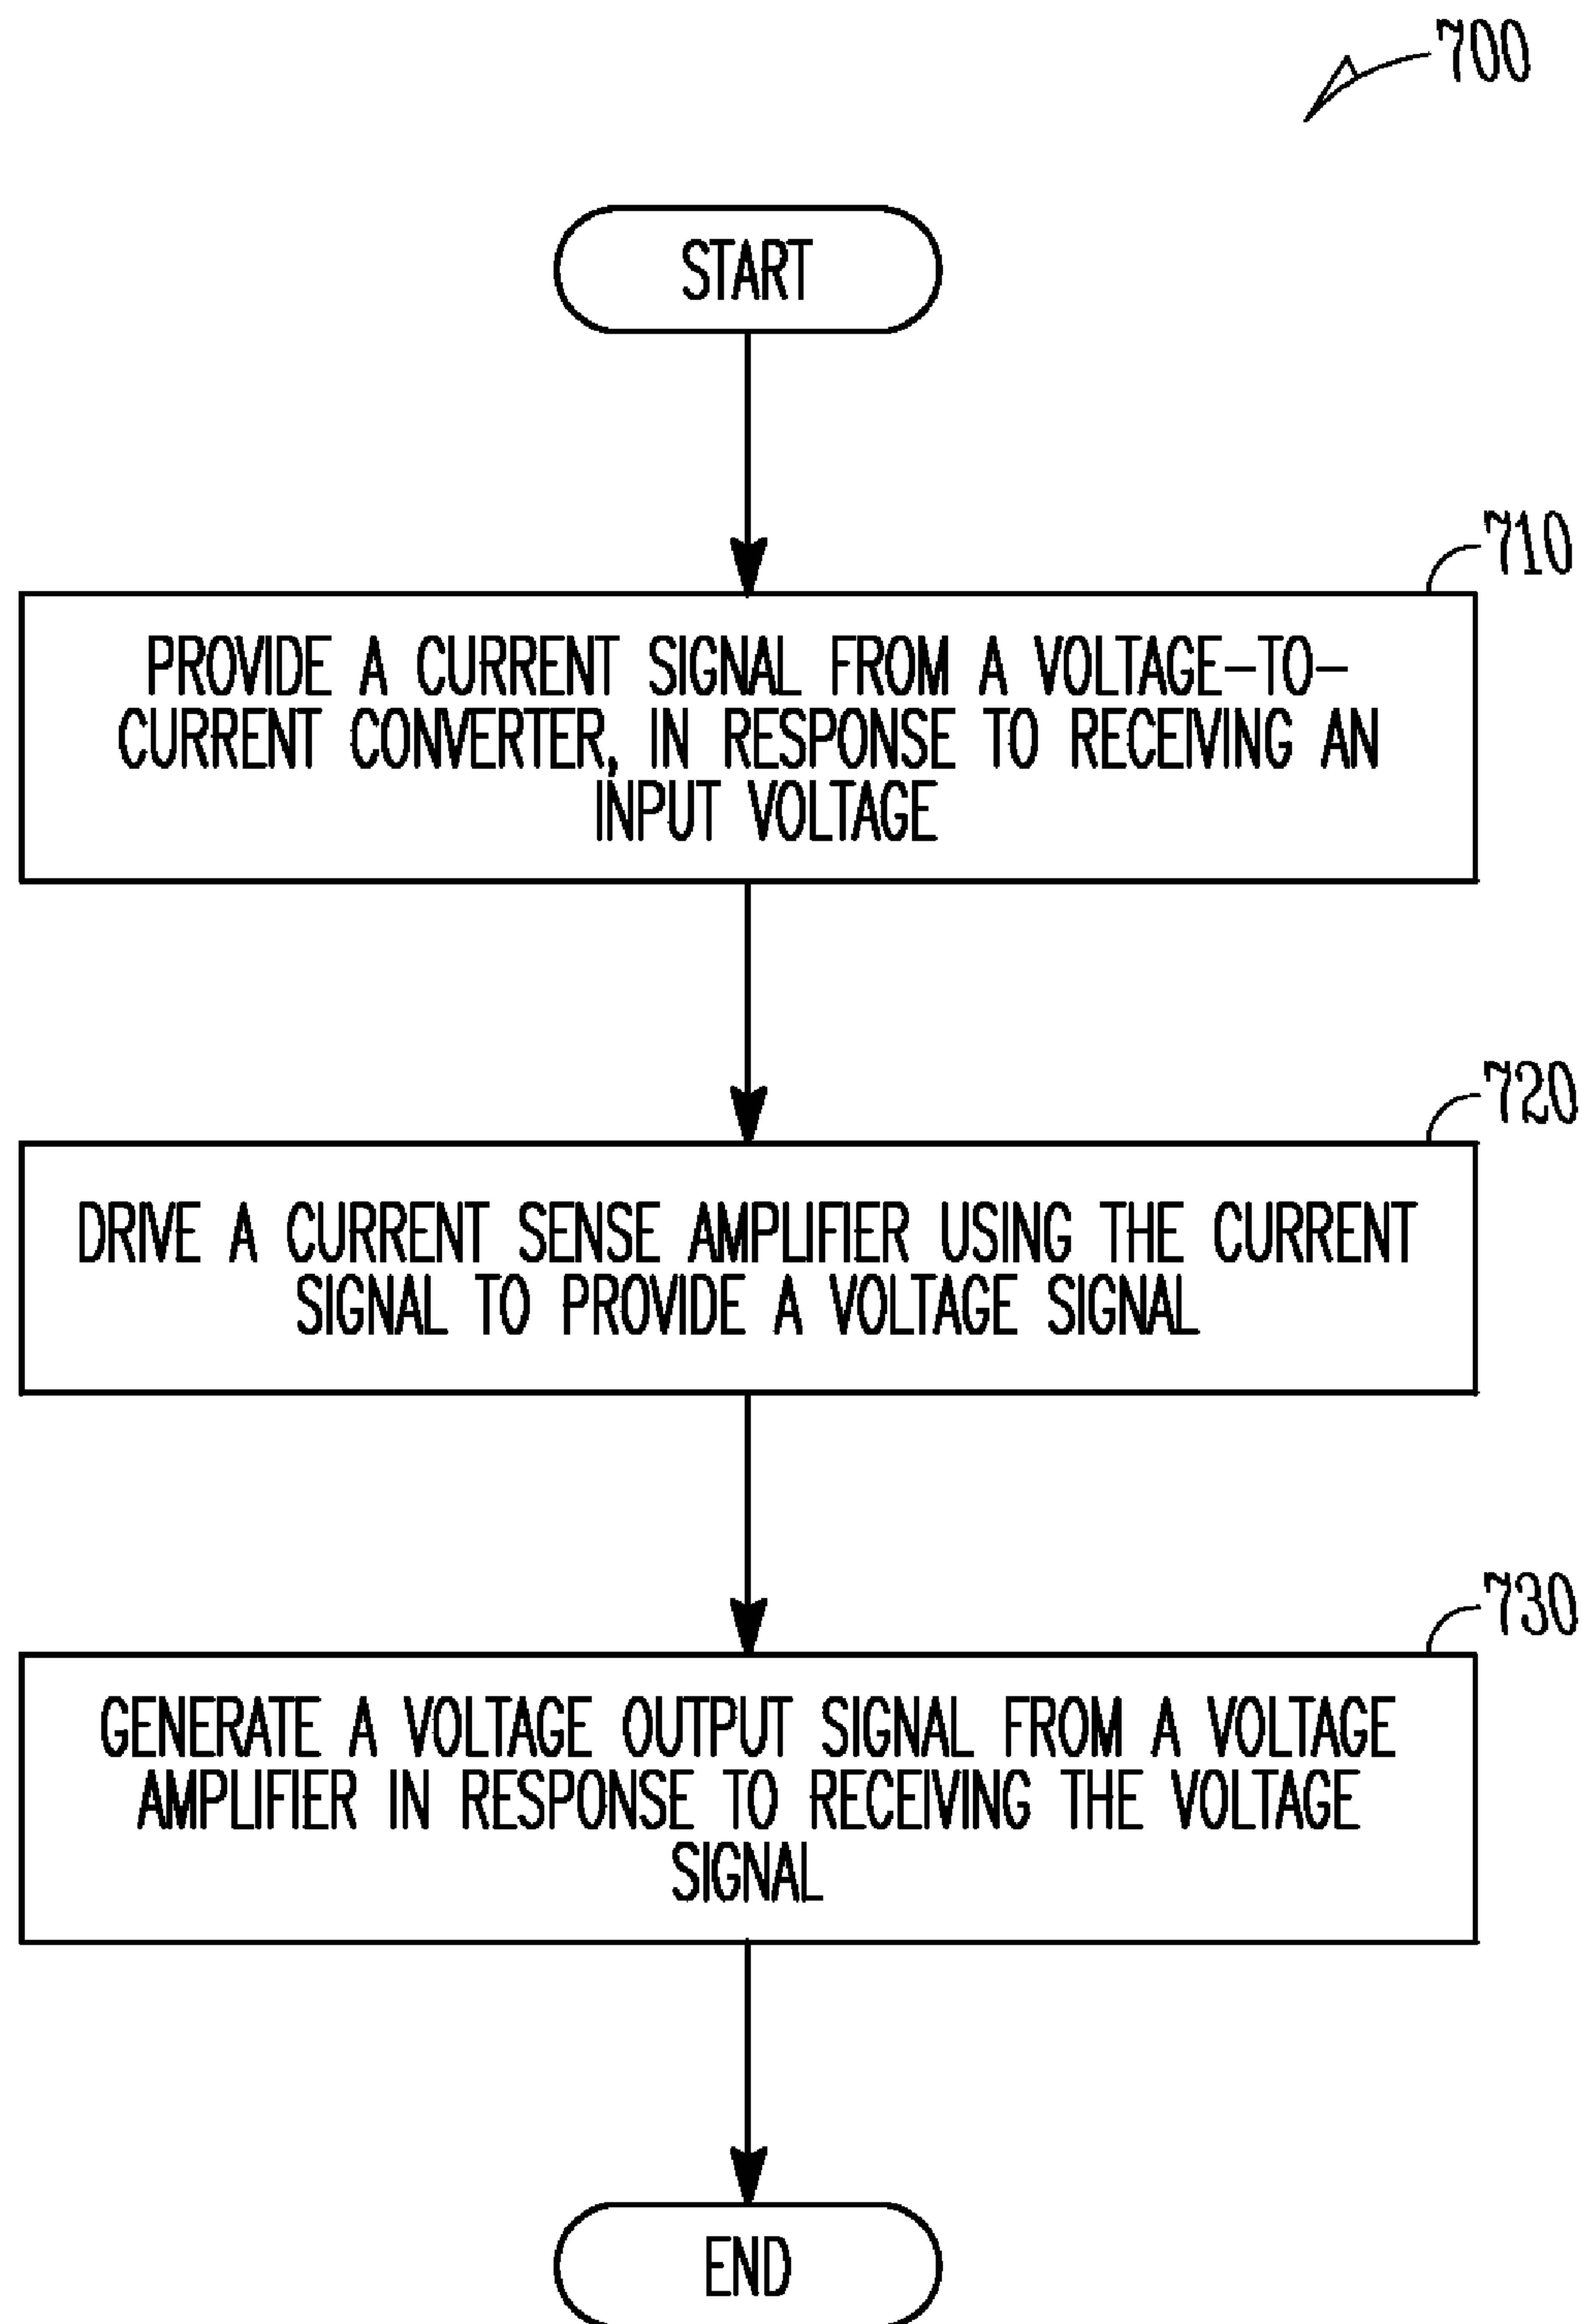 700
START
710
PROVIDE A CURRENT SIGNAL FROM A VOLTAGE-TO-
CURRENT CONVERTER, IN RESPONSE TO RECEIVING AN
INPUT VOLTAGE
720
DRIVE A CURRENT SENSE AMPLIFIER USING THE CURRENT
SIGNAL TO PROVIDE A VOLTAGE SIGNAL
730
GENERATE A VOLTAGE OUTPUT SIGNAL FROM A VOLTAGE
AMPLIFIER IN RESPONSE TO RECEIVING THE VOLTAGE
SIGNAL
END